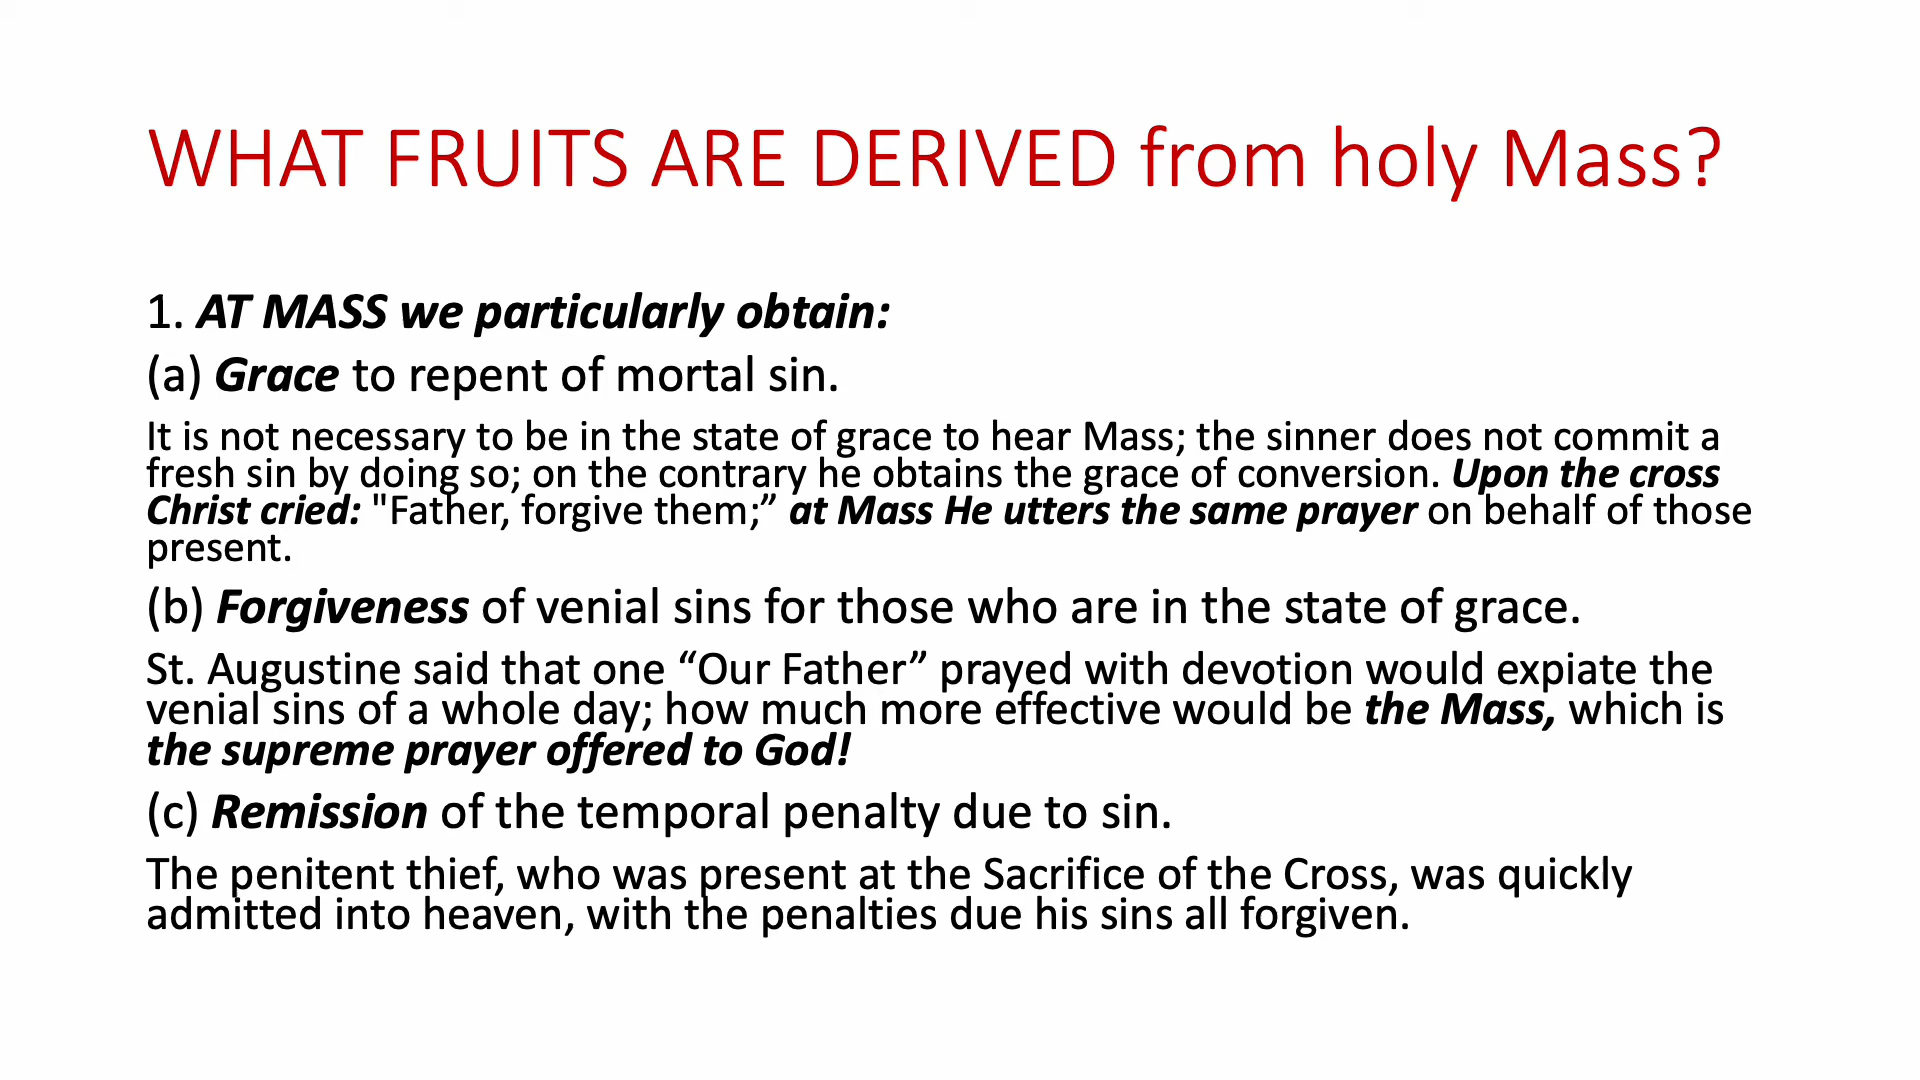 WHAT FRUITS ARE DERIVED from holy Mass?
1. AT MASS we particularly obtain:
(a) Grace to repent of mortal sin.
It is not necessary to be in the state of grace to hear Mass; the sinner does not commit a
fresh sin by doing so; on the contrary he obtains the grace of conversion. Upon the cross
Christ cried: "Father, forgive them;” at Mass He utters the same prayer on behalf of those
present.
(b) Forgiveness of venial sins for those who are in the state of grace.
St. Augustine said that one “Our Father” prayed with devotion would expiate the
venial sins of a whole day; how much more effective would be the Mass, which is
the supreme prayer offered to God!
(c) Remission of the temporal penalty due to sin.
The penitent thief, who was present at the Sacrifice of the Cross, was quickly
admitted into heaven, with the penalties due his sins all forgiven.